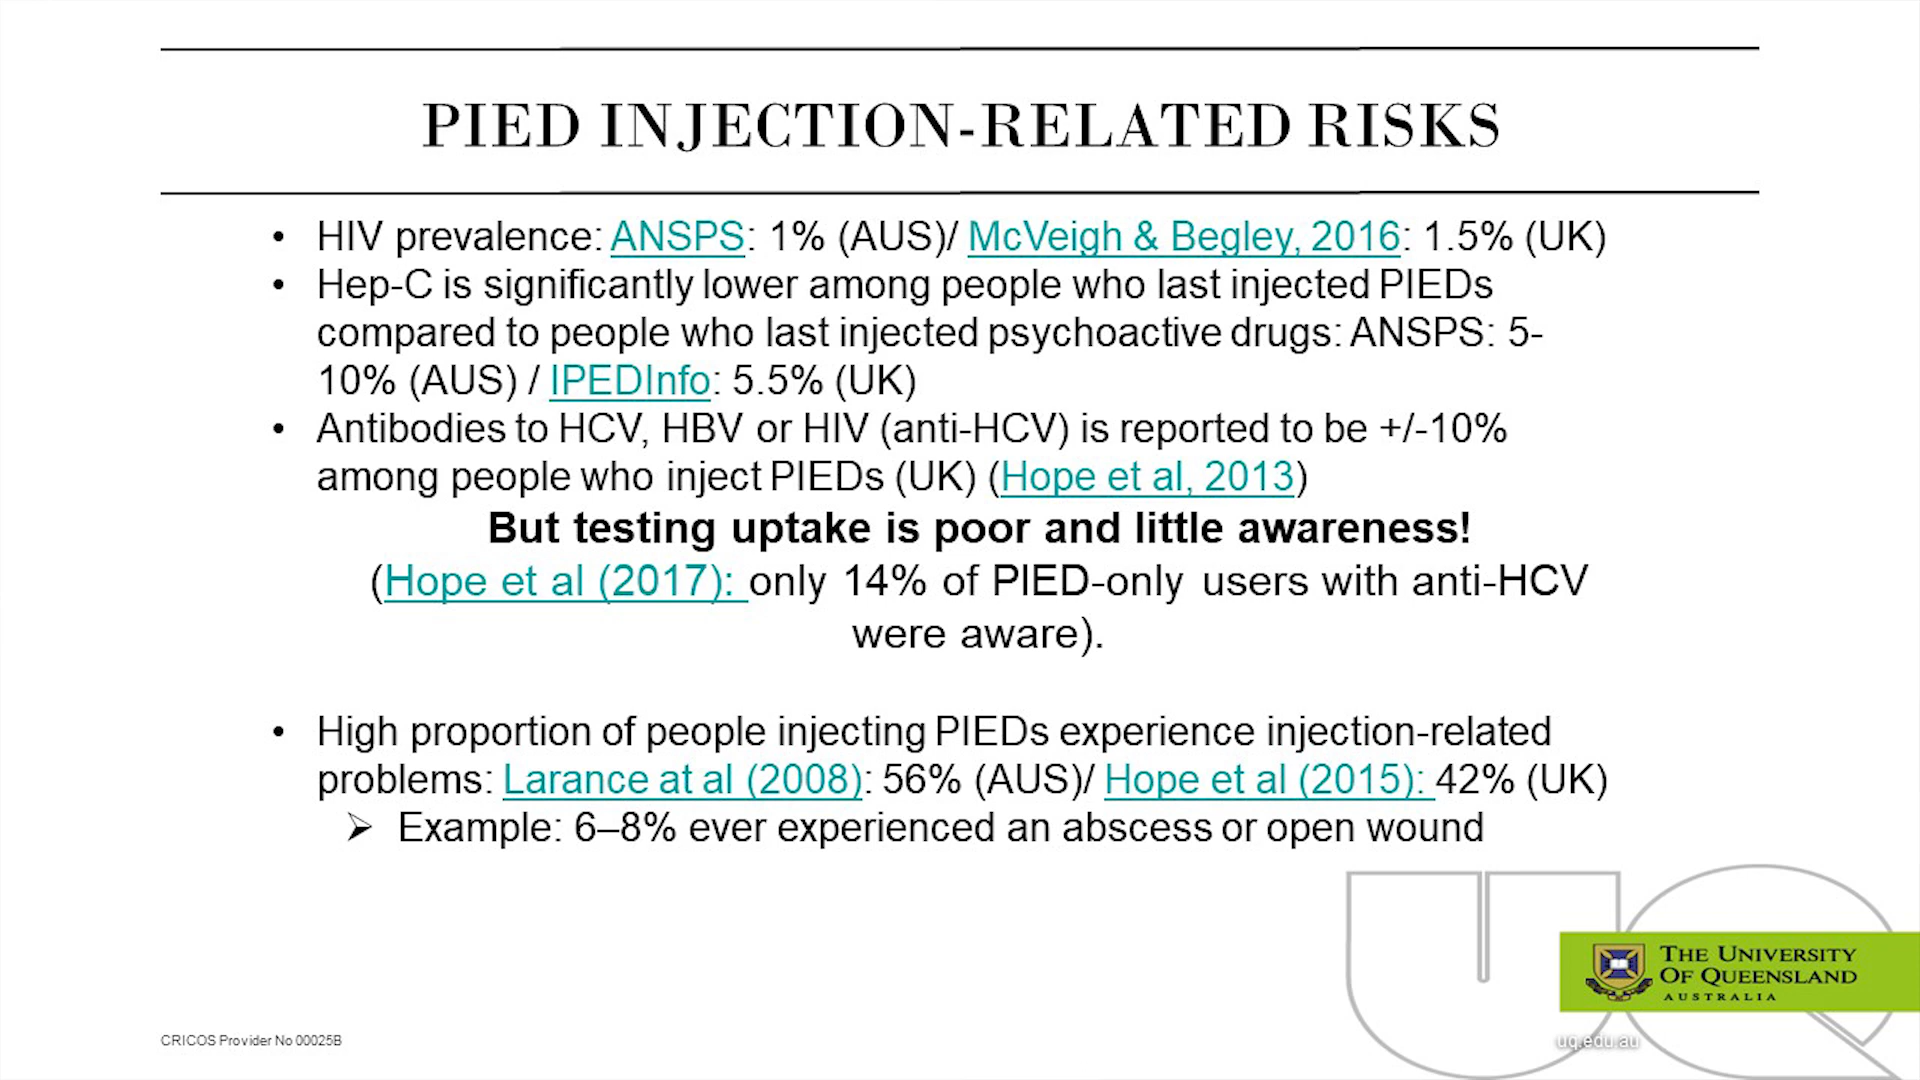 PIED INJECTION-RELATED RISKS
• HIV prevalence: ANSPS: 1% (AUS)/ McVeigh & Begley, 2016: 1.5% (UK)
• Hep-C is significantly lower among people who last injected PIEDs
compared to people who last injected psychoactive drugs: ANSPS: 5-
10% (AUS) / IPEDInfo: 5.5% (UK)
• Antibodies to HCV, HBV or HIV (anti-HCV) is reported to be +/-10%
among people who inject PIEDs (UK) (Hope et al, 2013)
But testing uptake is poor and little awareness!
(Hope et al (2017): only 14% of PIED-only users with anti-HCV
were aware).
• High proportion of people injecting PIEDs experience injection-related
problems: Larance at al (2008): 56% (AUS)/ Hope et al (2015): 42% (UK)
➢ Example: 6–8% ever experienced an abscess or open wound
UQ
THE UNIVERSITY
OF QUEENSLAND
AUSTRALIA
CRICOS Provider No 00025B
uq.edu.au